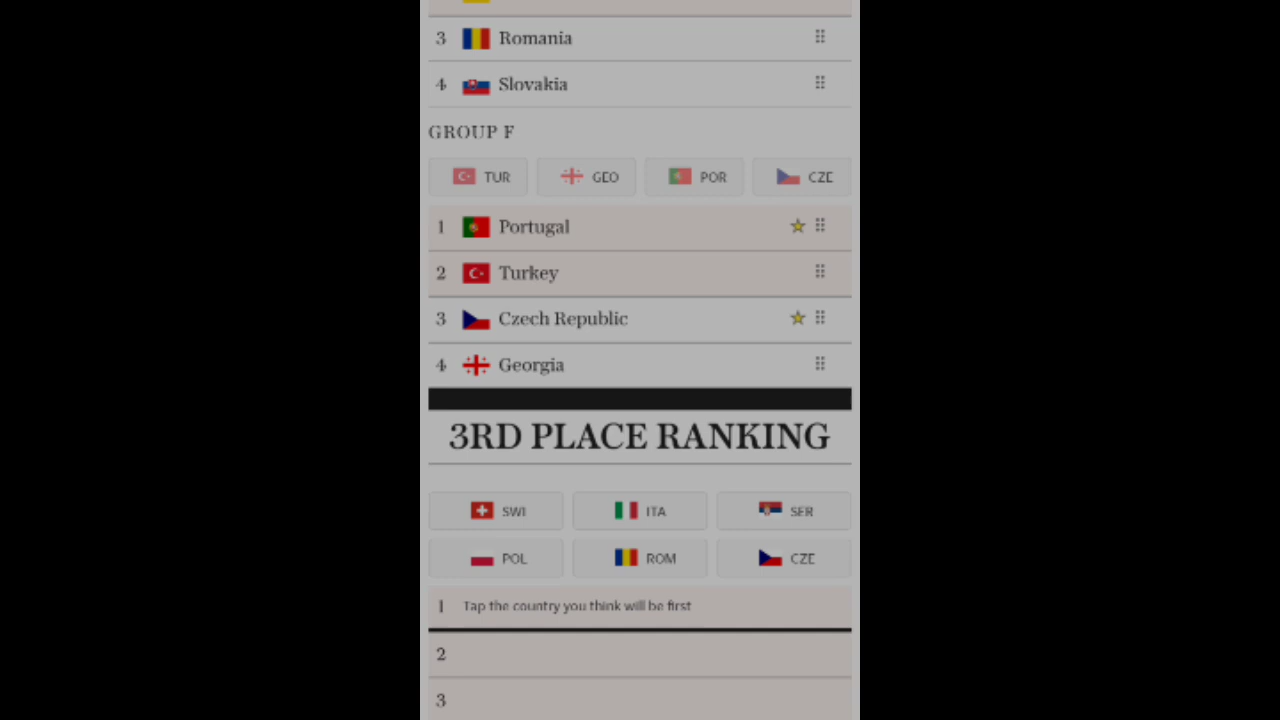 3 Romania
4 Slovakia
GROUP F
TUR GEO POR CZE
1 Portugal
2 Turkey
3 Czech Republic
4 Georgia
3RD PLACE RANKING
SWI ITA SER
POL ROM CZE
1 Tap the country you think will be first
2
3